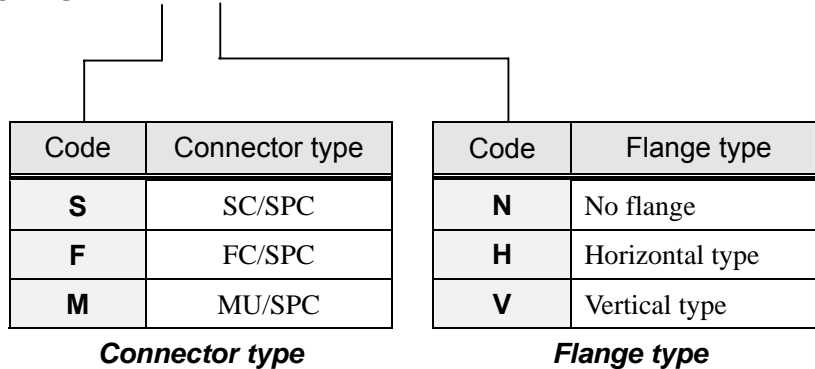 Code Connector type
S SC/SPC
F FC/SPC
M MU/SPC
Connector type
Code Flange type
N No flange
H Horizontal type
V Vertical type
Flange type